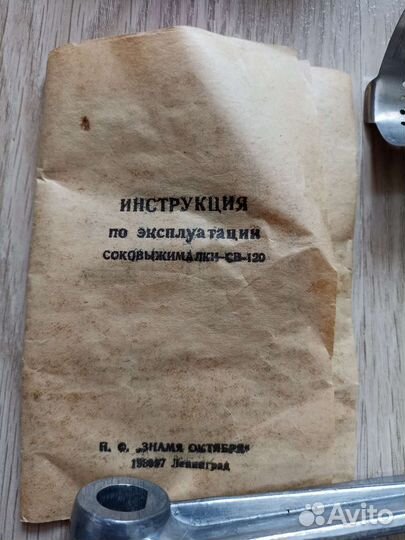 ИНСТРУКЦИЯ
по эксплуатации
СОКОВЫЖИМАЛКИ-СВ-120
П. О. „ЗНАМЯ ОКТЯБРЯ"
Ленинград
Avito